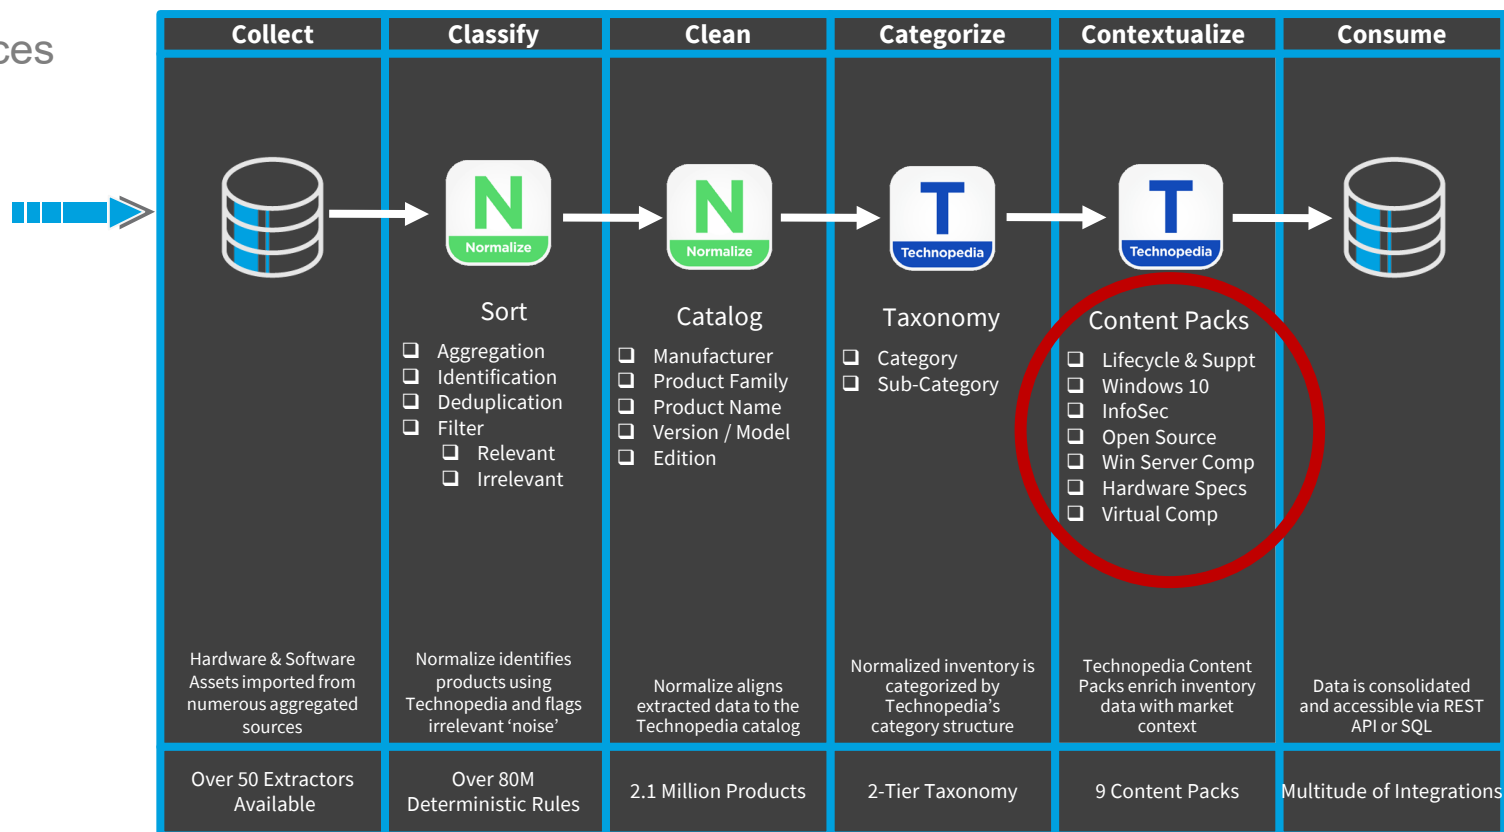 ces
Collect
Classify
Clean
Categorize
Contextualize
Consume
N
Normalize
N
Normalize
T
Technopedia
T
Technopedia
Sort
❑ Aggregation
❑ Identification
❑ Deduplication
❑ Filter
❑ Relevant
❑ Irrelevant
Catalog
❑ Manufacturer
❑ Product Family
❑ Product Name
❑ Version / Model
❑ Edition
Taxonomy
❑ Category
❑ Sub-Category
Content Packs
❑ Lifecycle & Suppt
❑ Windows 10
❑ InfoSec
❑ Open Source
❑ Win Server Comp
❑ Hardware Specs
❑ Virtual Comp
Hardware & Software
Assets imported from
numerous aggregated
sources
Normalize identifies
products using
Technopedia and flags
irrelevant ‘noise’
Normalize aligns
extracted data to the
Technopedia catalog
Normalized inventory is
categorized by
Technopedia’s
category structure
Technopedia Content
Packs enrich inventory
data with market
context
Data is consolidated
and accessible via REST
API or SQL
Over 50 Extractors
Available
Over 80M
Deterministic Rules
2.1 Million Products
2-Tier Taxonomy
9 Content Packs
Multitude of Integrations